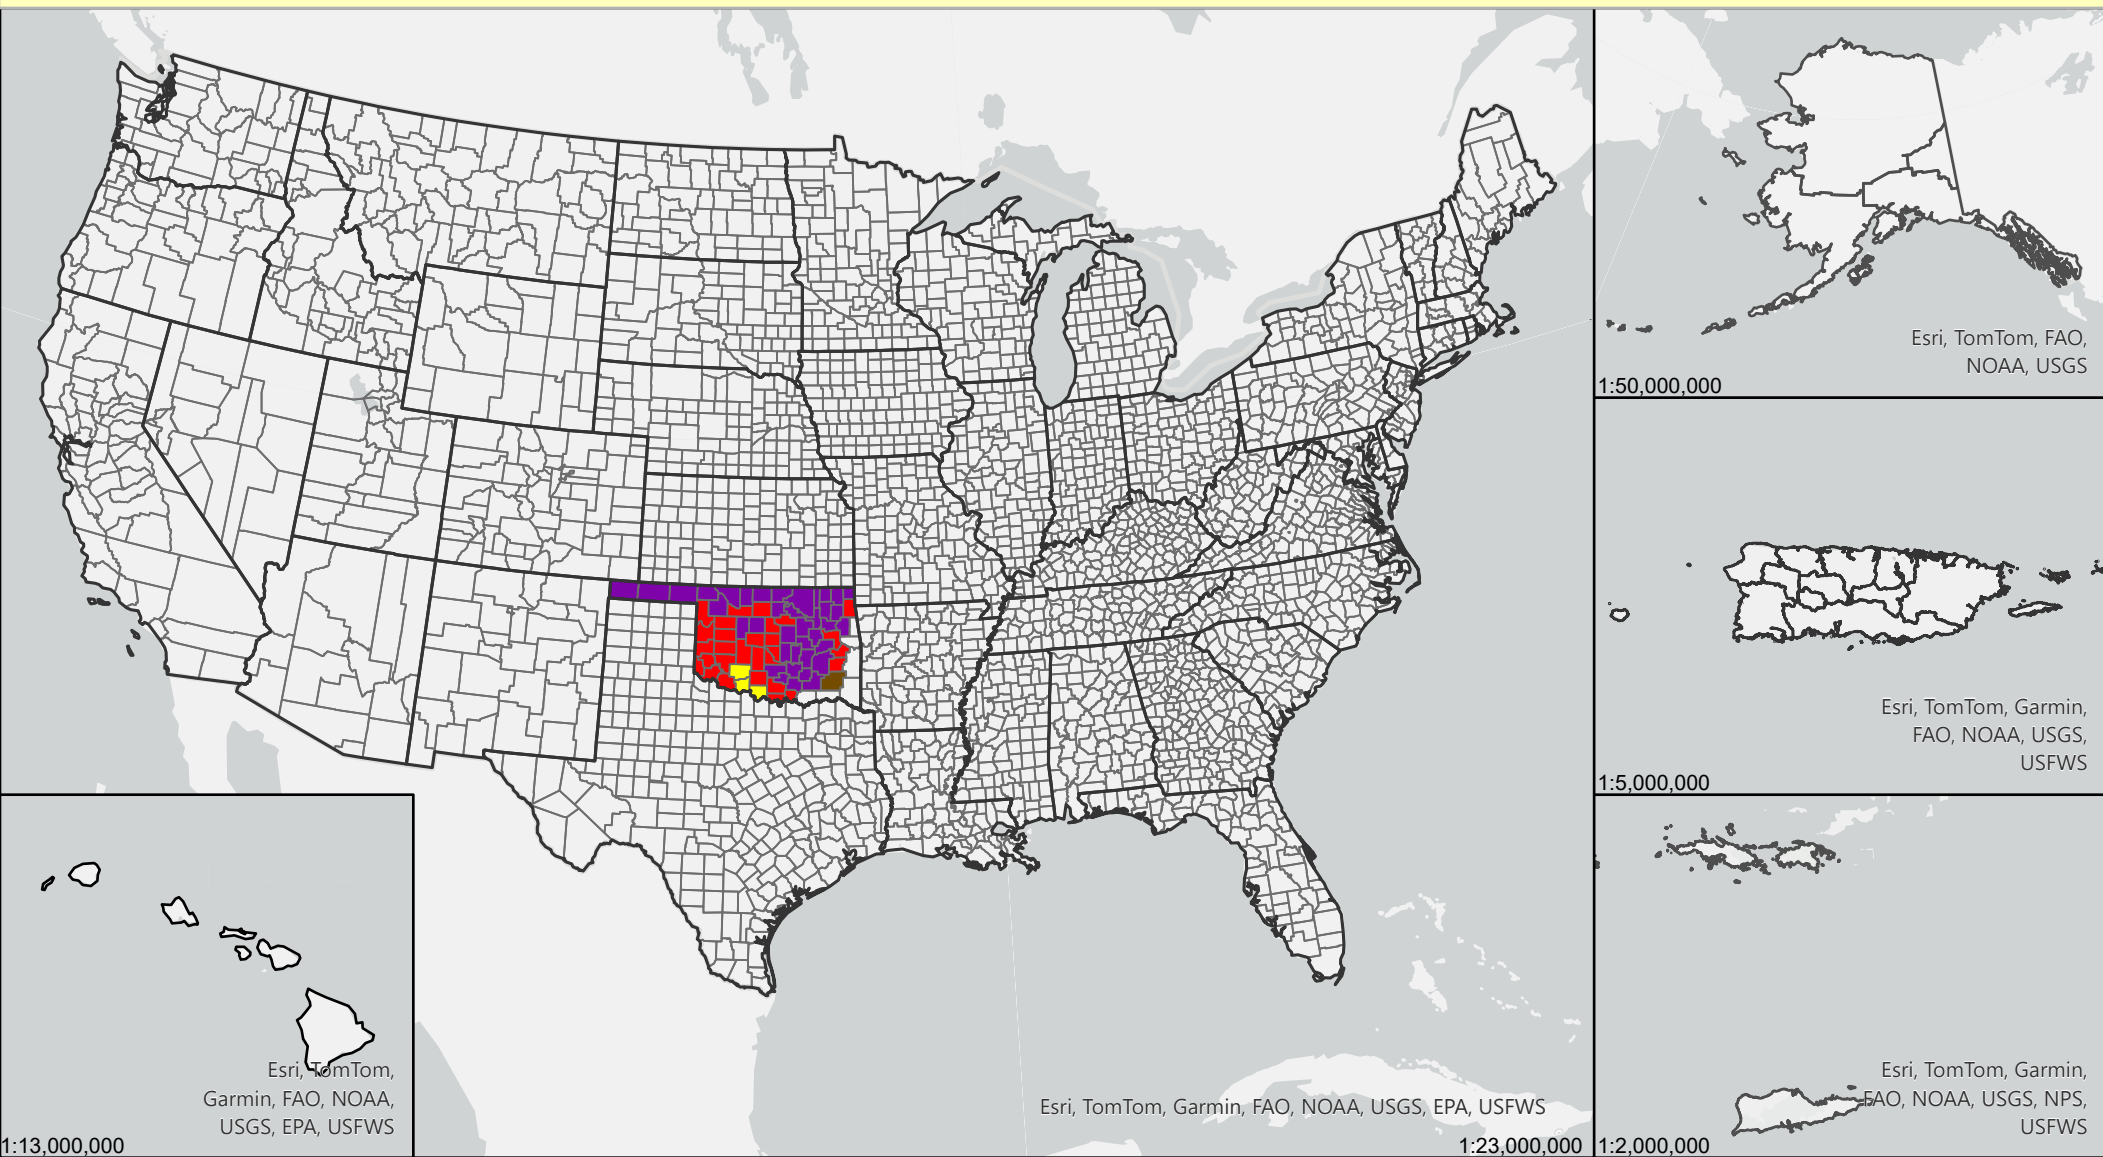 Esri, TomTom, FAO,
NOAA, USGS
1:50,000,000
Esri, TomTom, Garmin,
FAO, NOAA, USGS,
USFWS
1:5,000,000
Esri, TomTom,
Garmin, FAO, NOAA,
USGS, EPA, USFWS
1:13,000,000
Esri, TomTom, Garmin, FAO, NOAA, USGS, EPA, USFWS
1:23,000,000
Esri, TomTom, Garmin,
FAO, NOAA, USGS, NPS,
USFWS
1:2,000,000